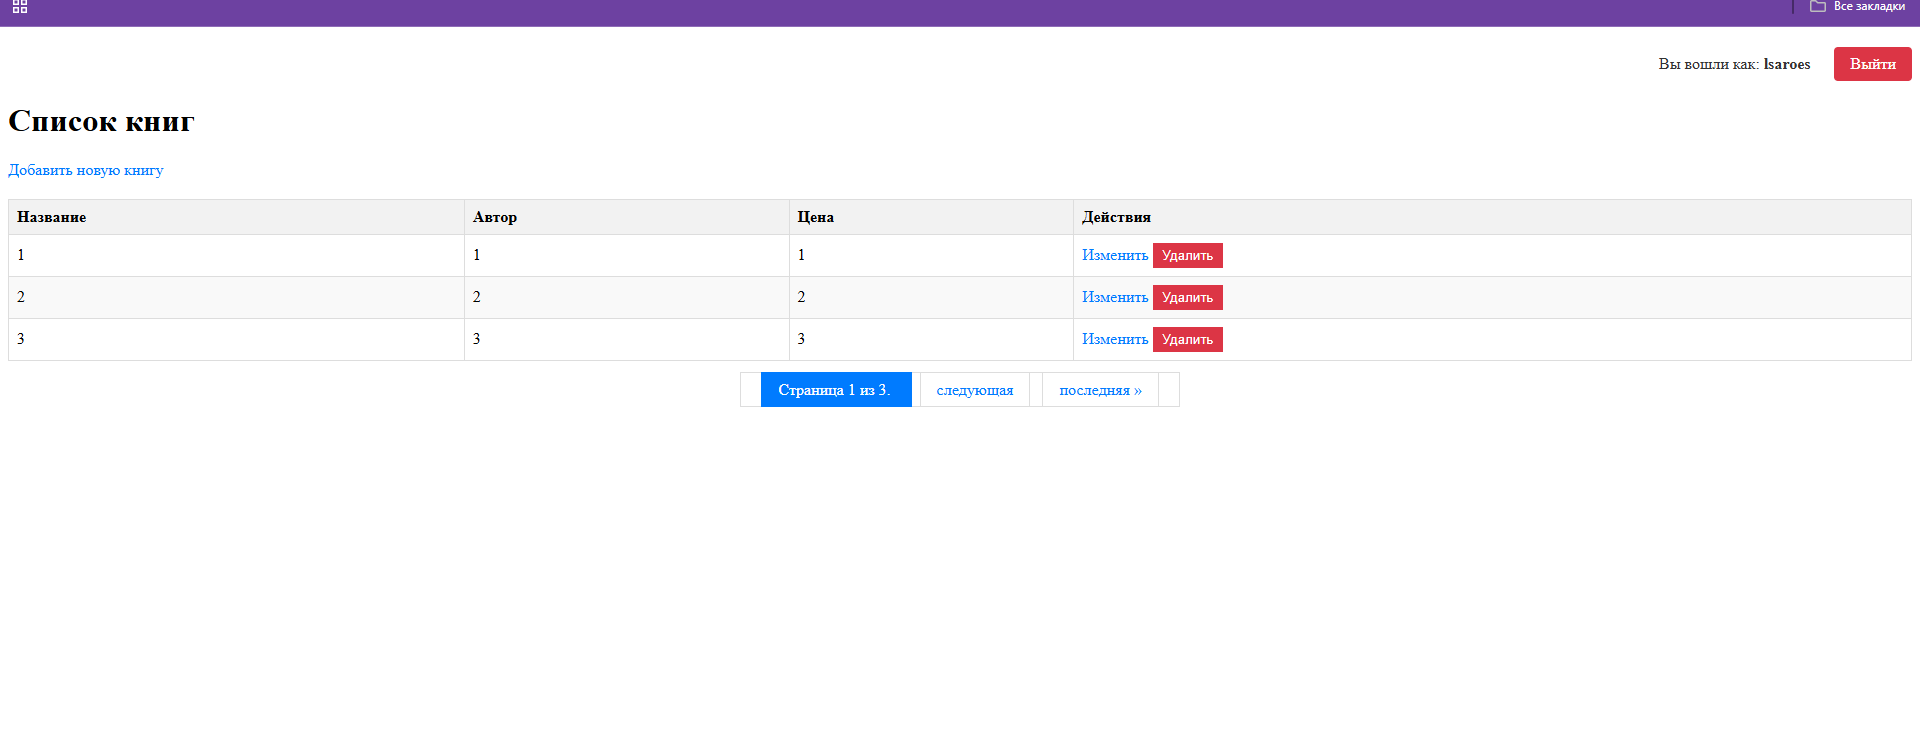 Все закладки
Вы вошли как: lsaroes Выйти
Список книг
Добавить новую книгу
Название Автор Цена Действия
1 1 1 Изменить Удалить
2 2 2 Изменить Удалить
3 3 3 Изменить Удалить
Страница 1 из 3. следующая последняя »